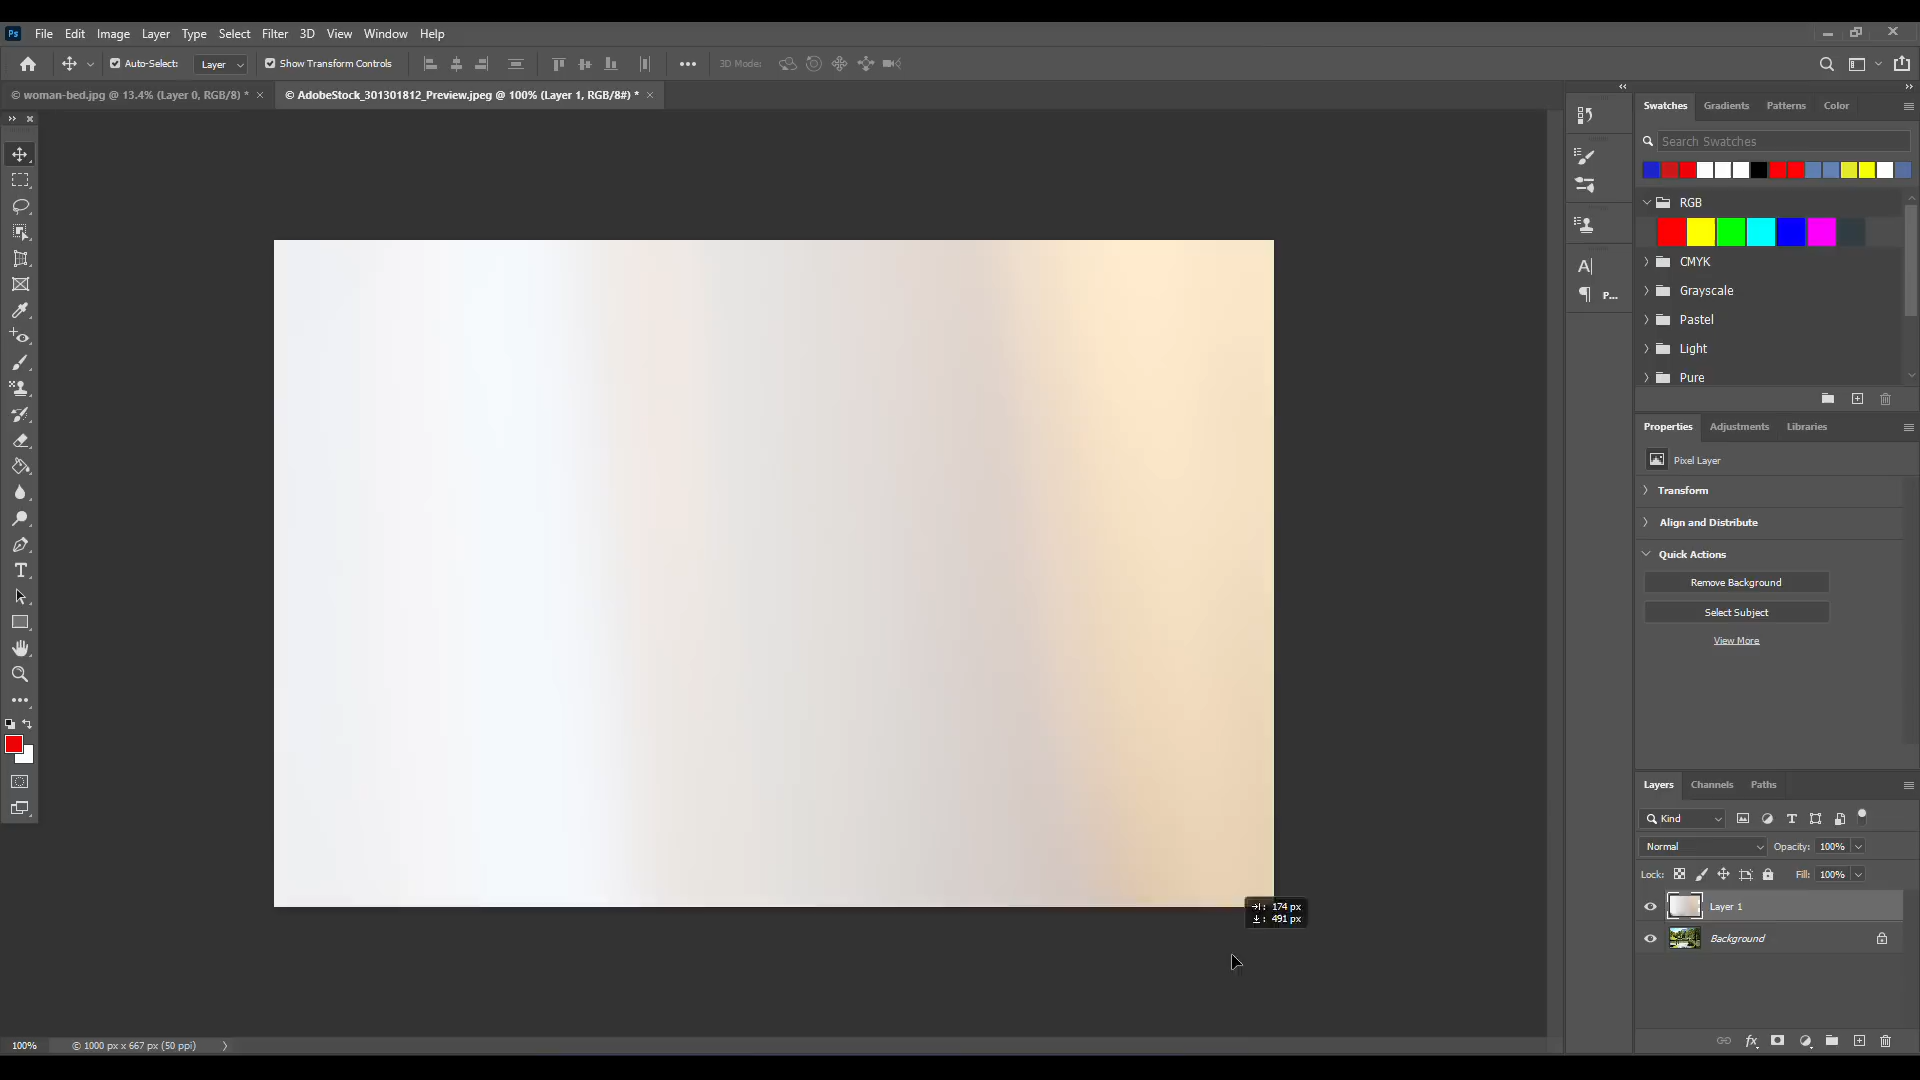 Ps File Edit Image Layer Type Select Filter 3D View Window Help
Auto-Select: Layer Show Transform Controls 3D Mode:
© woman-bed.jpg @ 13.4% (Layer 0, RGB/8) * × © AdobeStock_301301812_Preview.jpeg @ 100% (Layer 1, RGB/8#) * ×
Swatches Gradients Patterns Color
Search Swatches
RGB
CMYK
Grayscale
Pastel
Light
Pure
P...
Properties Adjustments Libraries
Pixel Layer
Transform
Align and Distribute
Quick Actions
Remove Background
Select Subject
View More
Layers Channels Paths
Kind
Normal Opacity: 100%
Lock: Fill: 100%
Layer 1
Background
174 px
491 px
100% © 1000 px x 667 px (50 ppi)